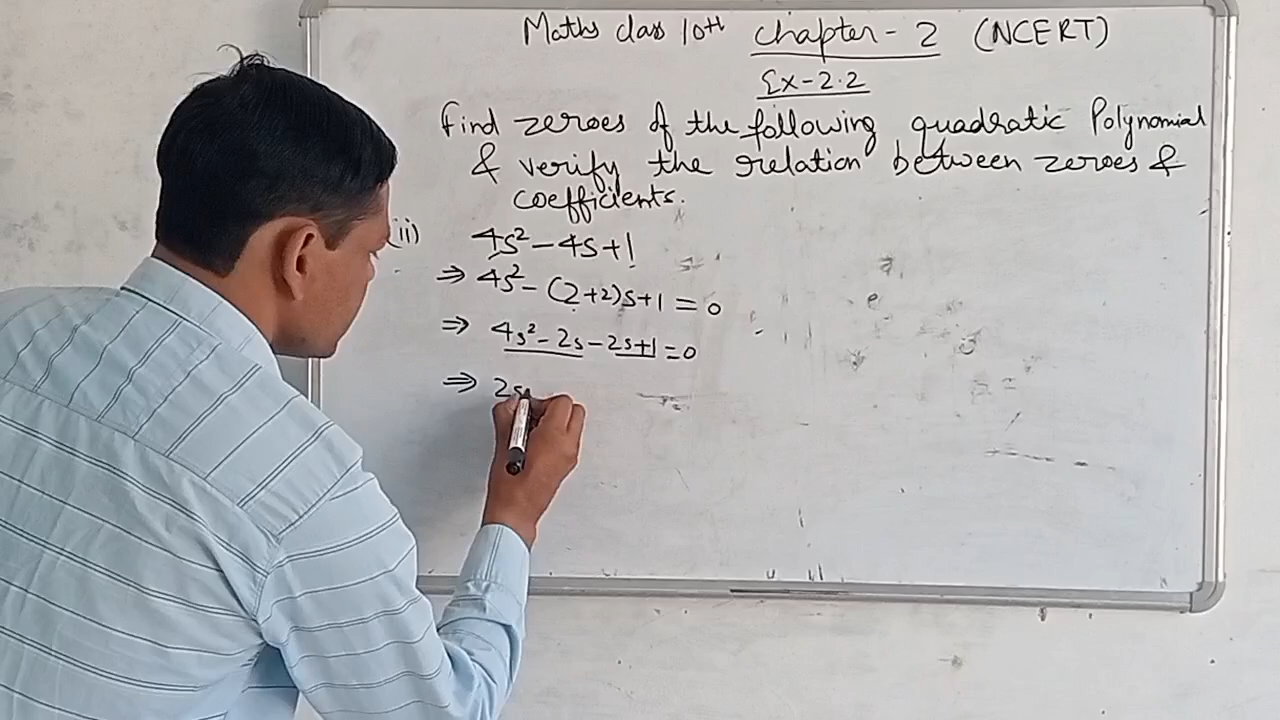 Maths class 10th chapter - 2 (NCERT)
Ex-2.2
Find zeroes of the following quadratic Polynomial
& verify the relation between zeroes &
coefficients.
(ii) 4s² - 4s + 1
⇒ 4s² - (2+2)s + 1 = 0
⇒ 4s² - 2s - 2s + 1 = 0
⇒ 2s